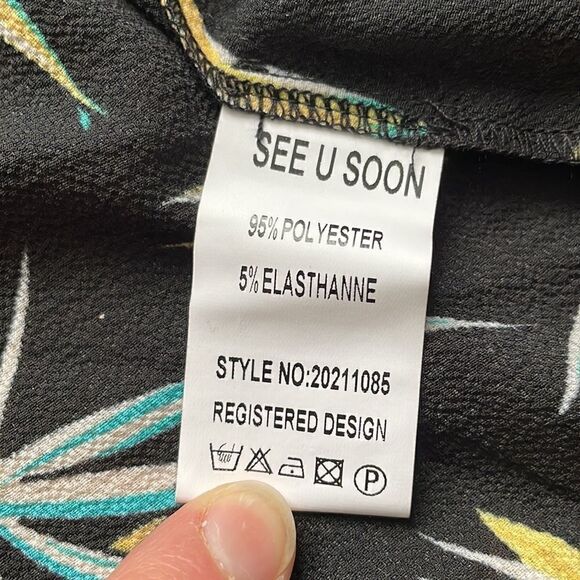 SEE U SOON
95% POLYESTER
5% ELASTHANNE
STYLE NO:20211085
REGISTERED DESIGN
P